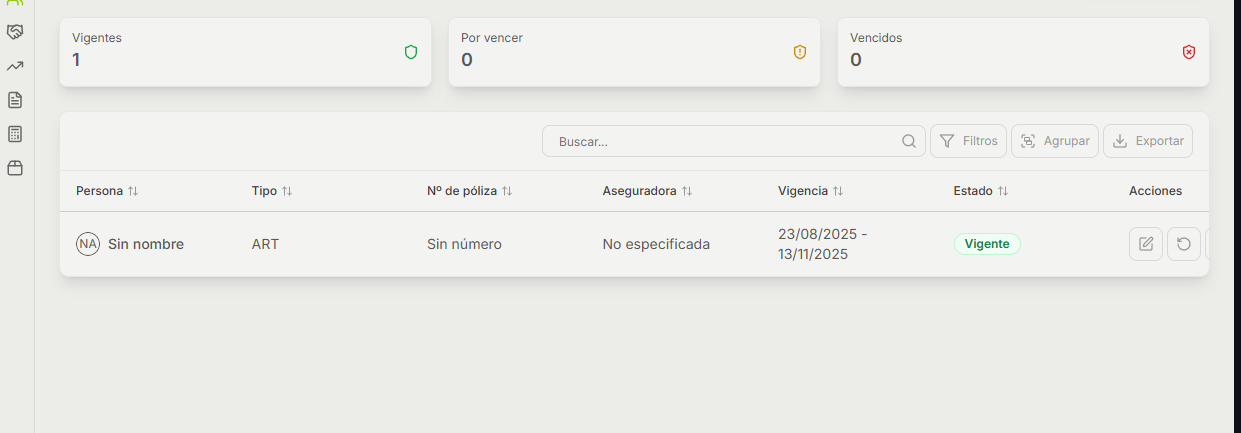 Vigentes
1
Por vencer
0
Vencidos
0
Buscar...
Filtros
Agrupar
Exportar
Persona
Tipo
Nº de póliza
Aseguradora
Vigencia
Estado
Acciones
NA
Sin nombre
ART
Sin número
No especificada
23/08/2025 -
13/11/2025
Vigente